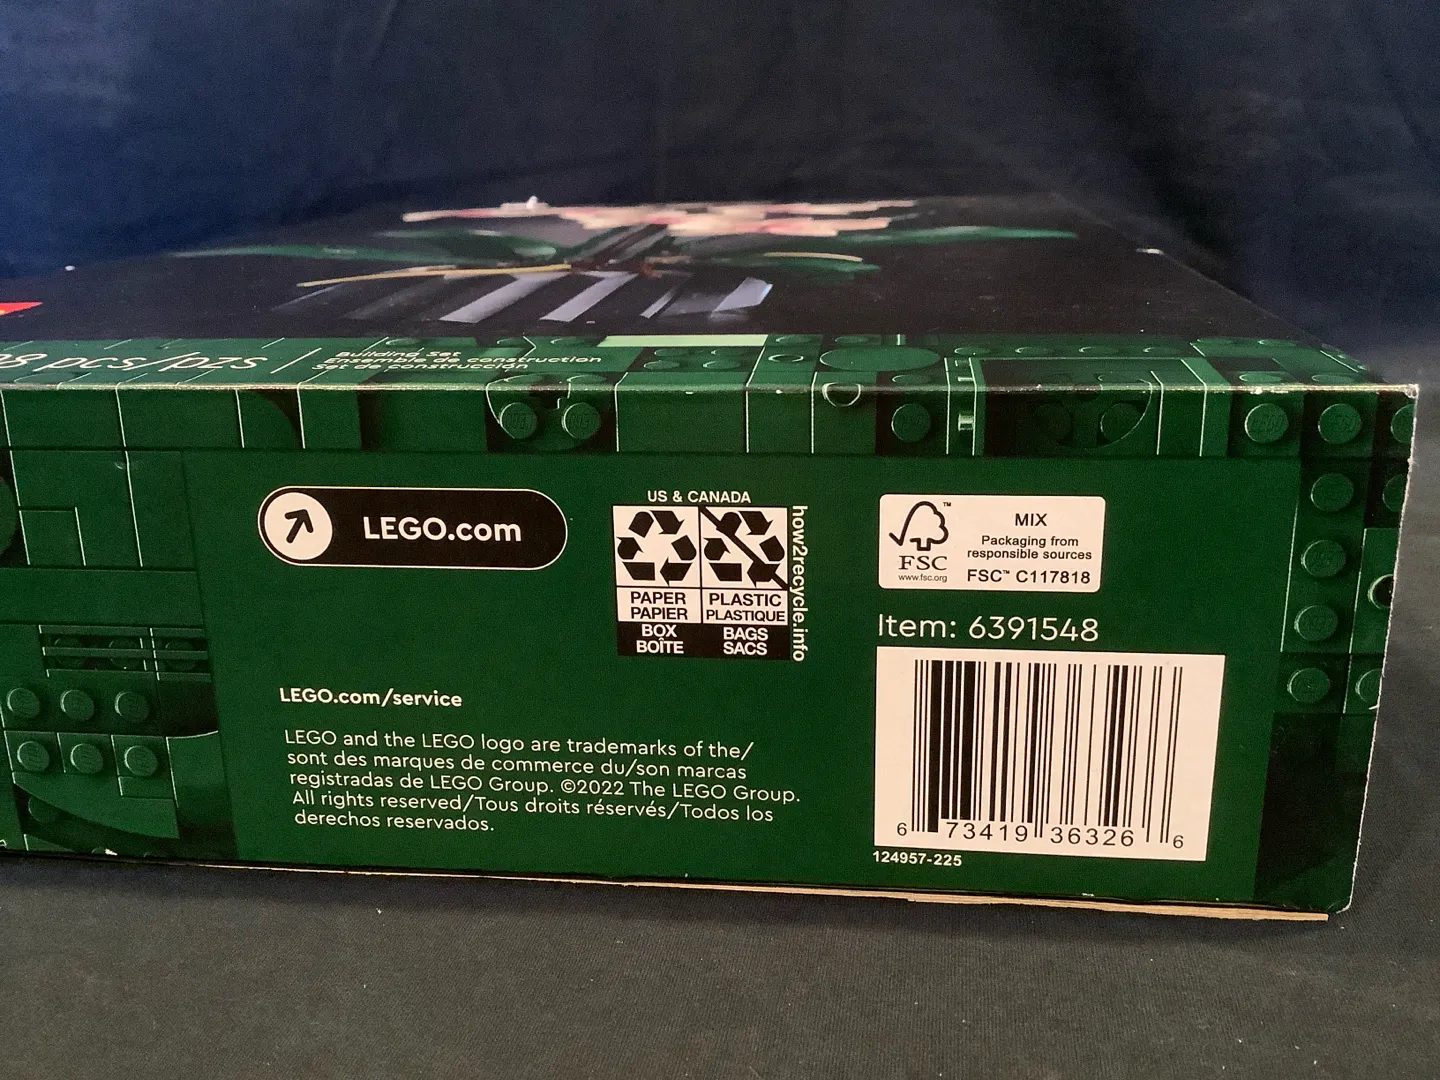 8 pcs/pzs
Building Set
Ensemble de construction
Set de construcción
LEGO.com
US & CANADA
PAPER
PAPIER
BOX
BOÎTE
PLASTIC
PLASTIQUE
BAGS
SACS
how2recycle.info
FSC™
www.fsc.org
MIX
Packaging from
responsible sources
FSC™ C117818
Item: 6391548
6 73419 36326 6
124957-225
LEGO.com/service
LEGO and the LEGO logo are trademarks of the/
sont des marques de commerce du/son marcas
registradas de LEGO Group. ©2022 The LEGO Group.
All rights reserved/Tous droits réservés/Todos los
derechos reservados.